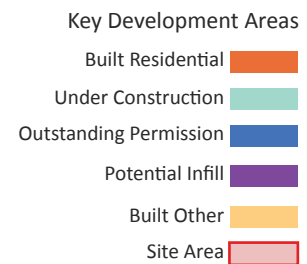 Key Development Areas
Built Residential
Under Construction
Outstanding Permission
Potential Infill
Built Other
Site Area